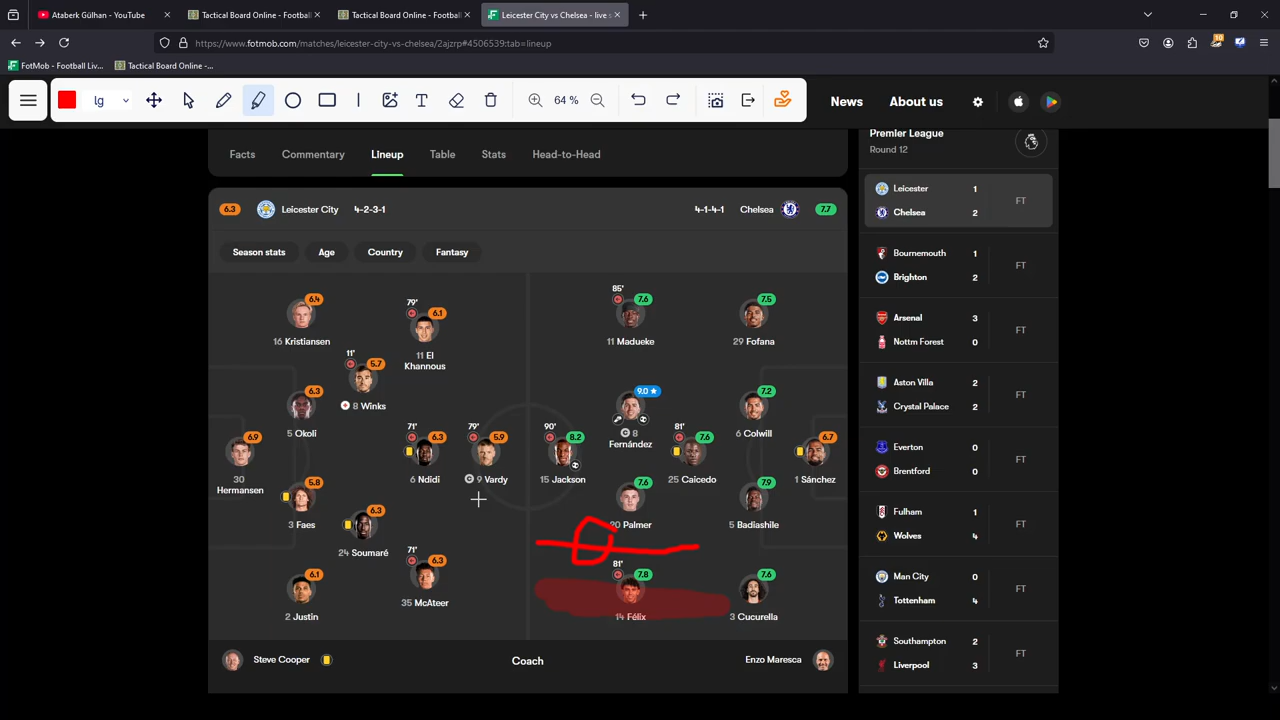 Ataberk Gülhan - YouTube
Tactical Board Online - Footbal
Tactical Board Online - Footbal
Leicester City vs Chelsea - live s
https://www.fotmob.com/matches/leicester-city-vs-chelsea/2ajzrp#4506539:tab=lineup
10
FotMob - Football Liv...
Tactical Board Online -...
lg
64 %
News
About us
Facts
Commentary
Lineup
Table
Stats
Head-to-Head
6.3
Leicester City
4-2-3-1
4-1-4-1
Chelsea
7.7
Season stats
Age
Country
Fantasy
6.4
16 Kristiansen
79'
6.1
11 El
Khannous
11'
5.7
8 Winks
6.3
5 Okoli
6.9
30
Hermansen
71'
6.3
6 Ndidi
79'
5.9
C 9 Vardy
5.8
3 Faes
6.3
24 Soumaré
71'
6.3
35 McAteer
6.1
2 Justin
85'
7.6
11 Madueke
7.5
29 Fofana
9.0
C 8
Fernández
7.2
6 Colwill
90'
8.2
15 Jackson
81'
7.6
25 Caicedo
6.7
1 Sánchez
7.6
20 Palmer
7.9
5 Badiashile
81'
7.8
14 Félix
7.6
3 Cucurella
Steve Cooper
Coach
Enzo Maresca
Premier League
Round 12
Leicester 1
Chelsea 2
FT
Bournemouth 1
Brighton 2
FT
Arsenal 3
Nottm Forest 0
FT
Aston Villa 2
Crystal Palace 2
FT
Everton 0
Brentford 0
FT
Fulham 1
Wolves 4
FT
Man City 0
Tottenham 4
FT
Southampton 2
Liverpool 3
FT